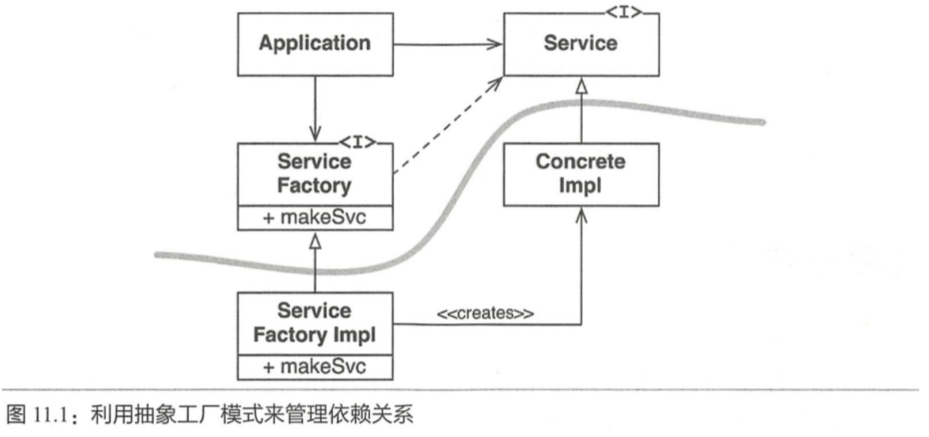 Application
<I>
Service
<I>
Service
Factory
+ makeSvc
Concrete
Impl
Service
Factory Impl
+ makeSvc
<<creates>>
图 11.1：利用抽象工厂模式来管理依赖关系